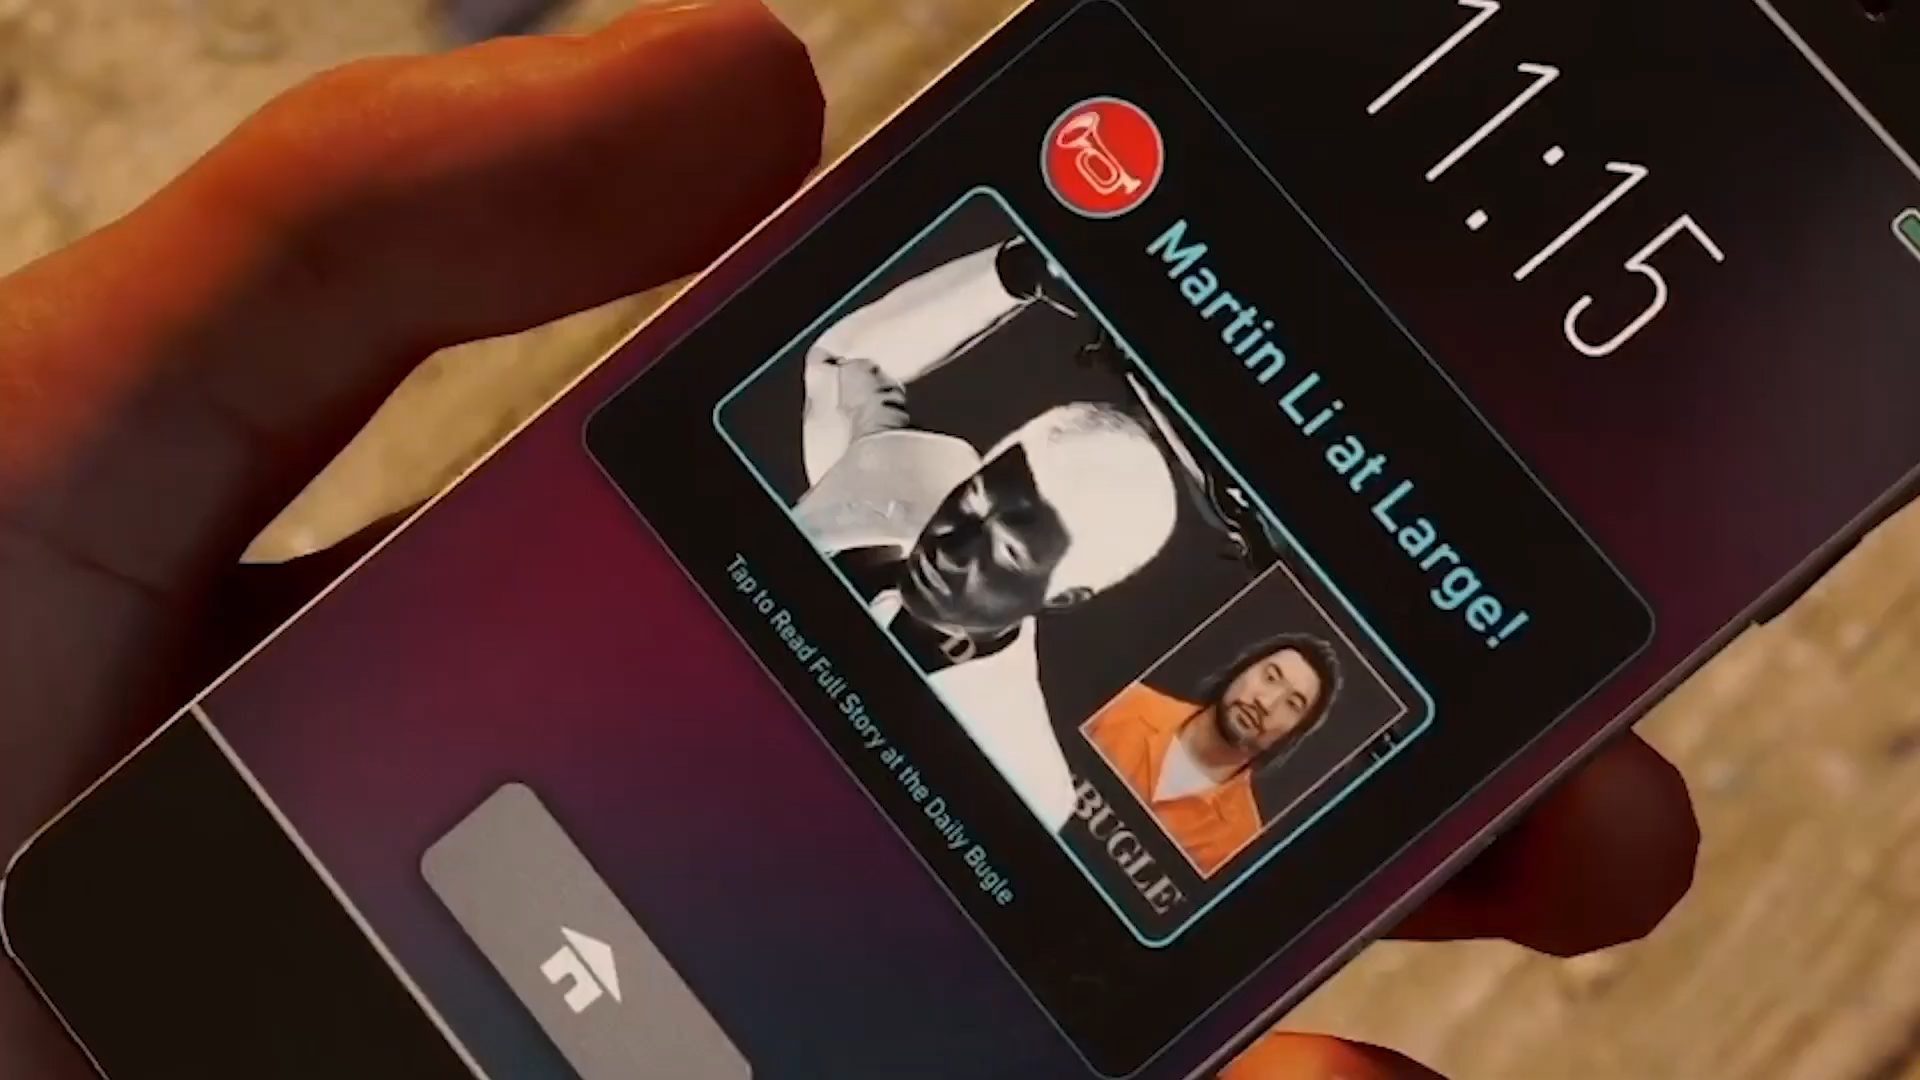 11:15
Martin Li at Large!
D
BUGLE
Tap to Read Full Story at the Daily Bugle